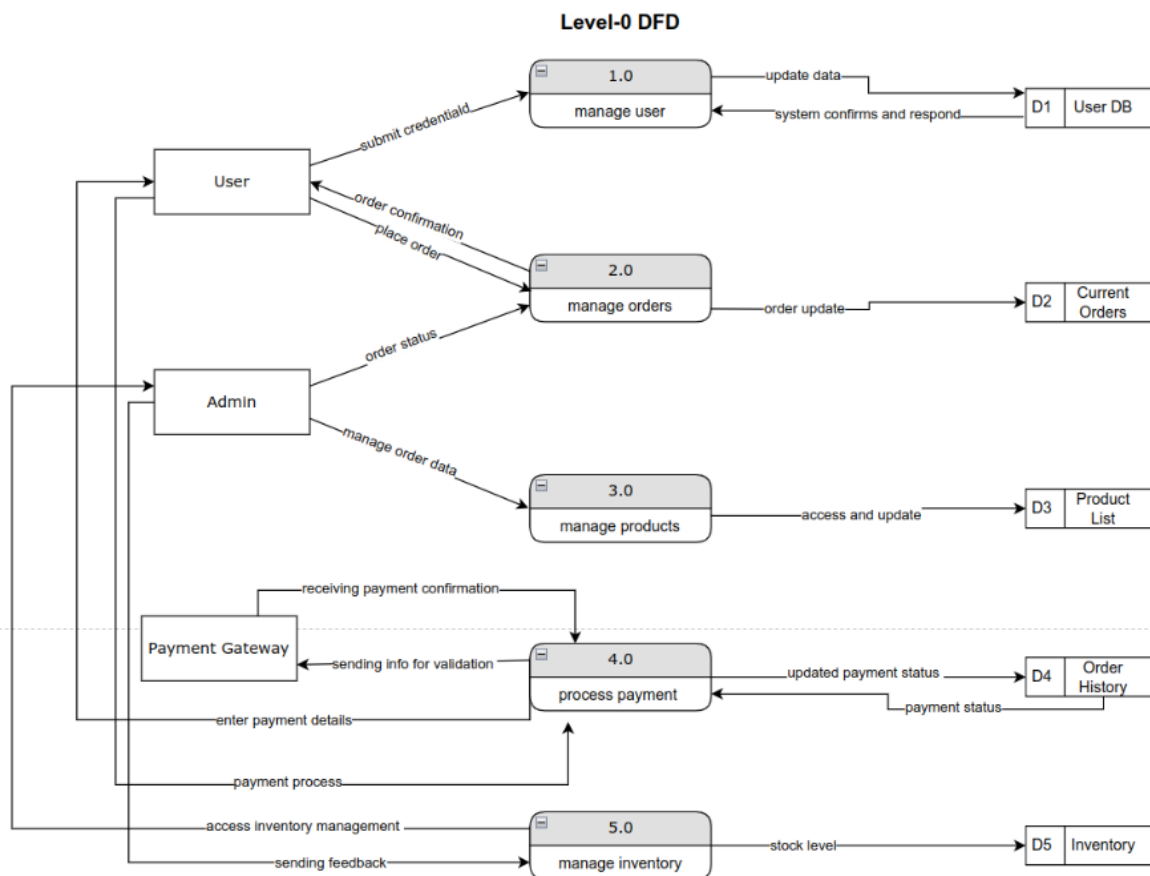 Level-0 DFD
1.0
manage user
update data
system confirms and respond
D1
User DB
submit credentiald
User
order confirmation
place order
2.0
manage orders
order update
D2
Current
Orders
order status
Admin
manage order data
3.0
manage products
access and update
D3
Product
List
receiving payment confirmation
Payment Gateway
sending info for validation
4.0
process payment
updated payment status
D4
Order
History
payment status
enter payment details
payment process
access inventory management
5.0
manage inventory
stock level
D5
Inventory
sending feedback